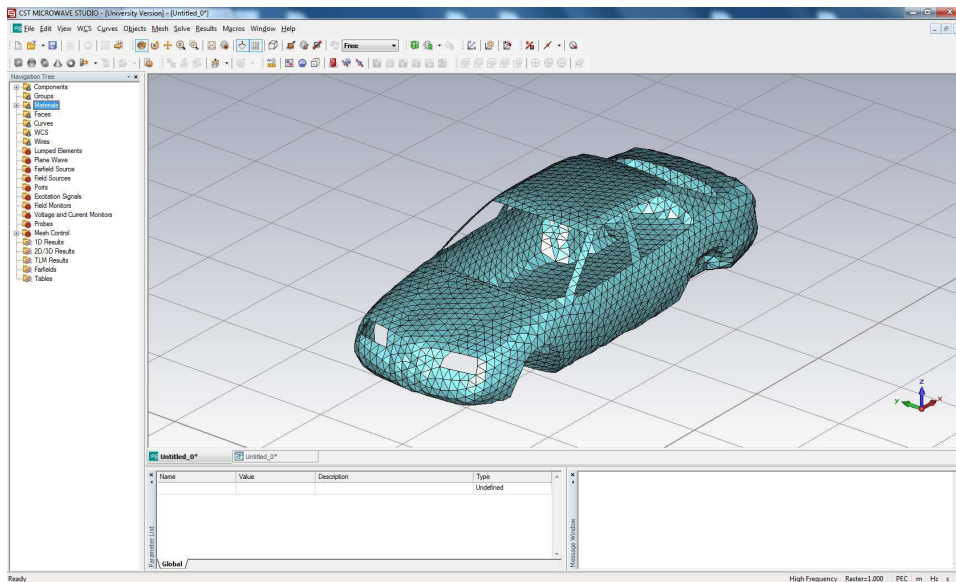 CST MICROWAVE STUDIO - [University Version] - [Untitled_0*]
File Edit View WCS Curves Objects Mesh Solve Results Macros Window Help
Free
Navigation Tree
Components
Groups
Materials
Faces
Curves
WCS
Wires
Lumped Elements
Plane Wave
Farfield Source
Field Sources
Ports
Excitation Signals
Field Monitors
Voltage and Current Monitors
Probes
Mesh Control
1D Results
2D/3D Results
TLM Results
Farfields
Tables
z
y
x
Untitled_0*
Untitled_0*
Name Value Description Type
Undefined
Parameter List
Global
Message Window
Ready
High Frequency Raster=1.000 PEC m Hz s